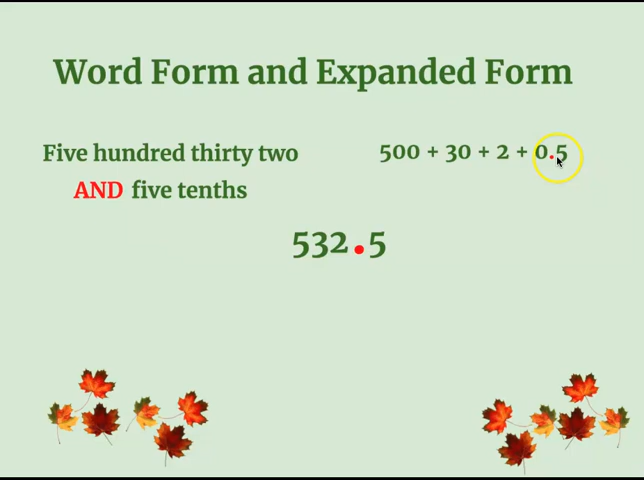 Word Form and Expanded Form
Five hundred thirty two
AND five tenths
500 + 30 + 2 + 0.5
532.5